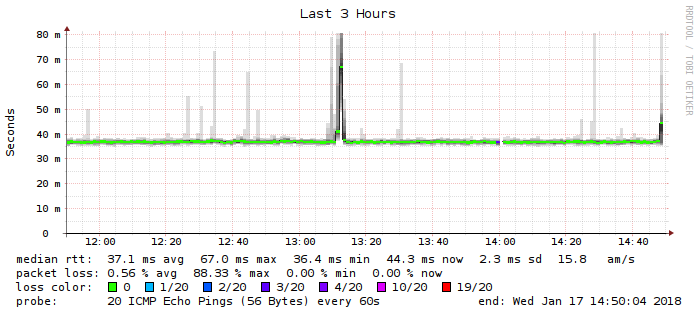 Last 3 Hours
RRDTOOL / TOBI OETIKER
Seconds
80 m
70 m
60 m
50 m
40 m
30 m
20 m
10 m
0
12:00 12:20 12:40 13:00 13:20 13:40 14:00 14:20 14:40
median rtt: 37.1 ms avg 67.0 ms max 36.4 ms min 44.3 ms now 2.3 ms sd 15.8 am/s
packet loss: 0.56 % avg 88.33 % max 0.00 % min 0.00 % now
loss color: 0 1/20 2/20 3/20 4/20 10/20 19/20
probe: 20 ICMP Echo Pings (56 Bytes) every 60s end: Wed Jan 17 14:50:04 2018